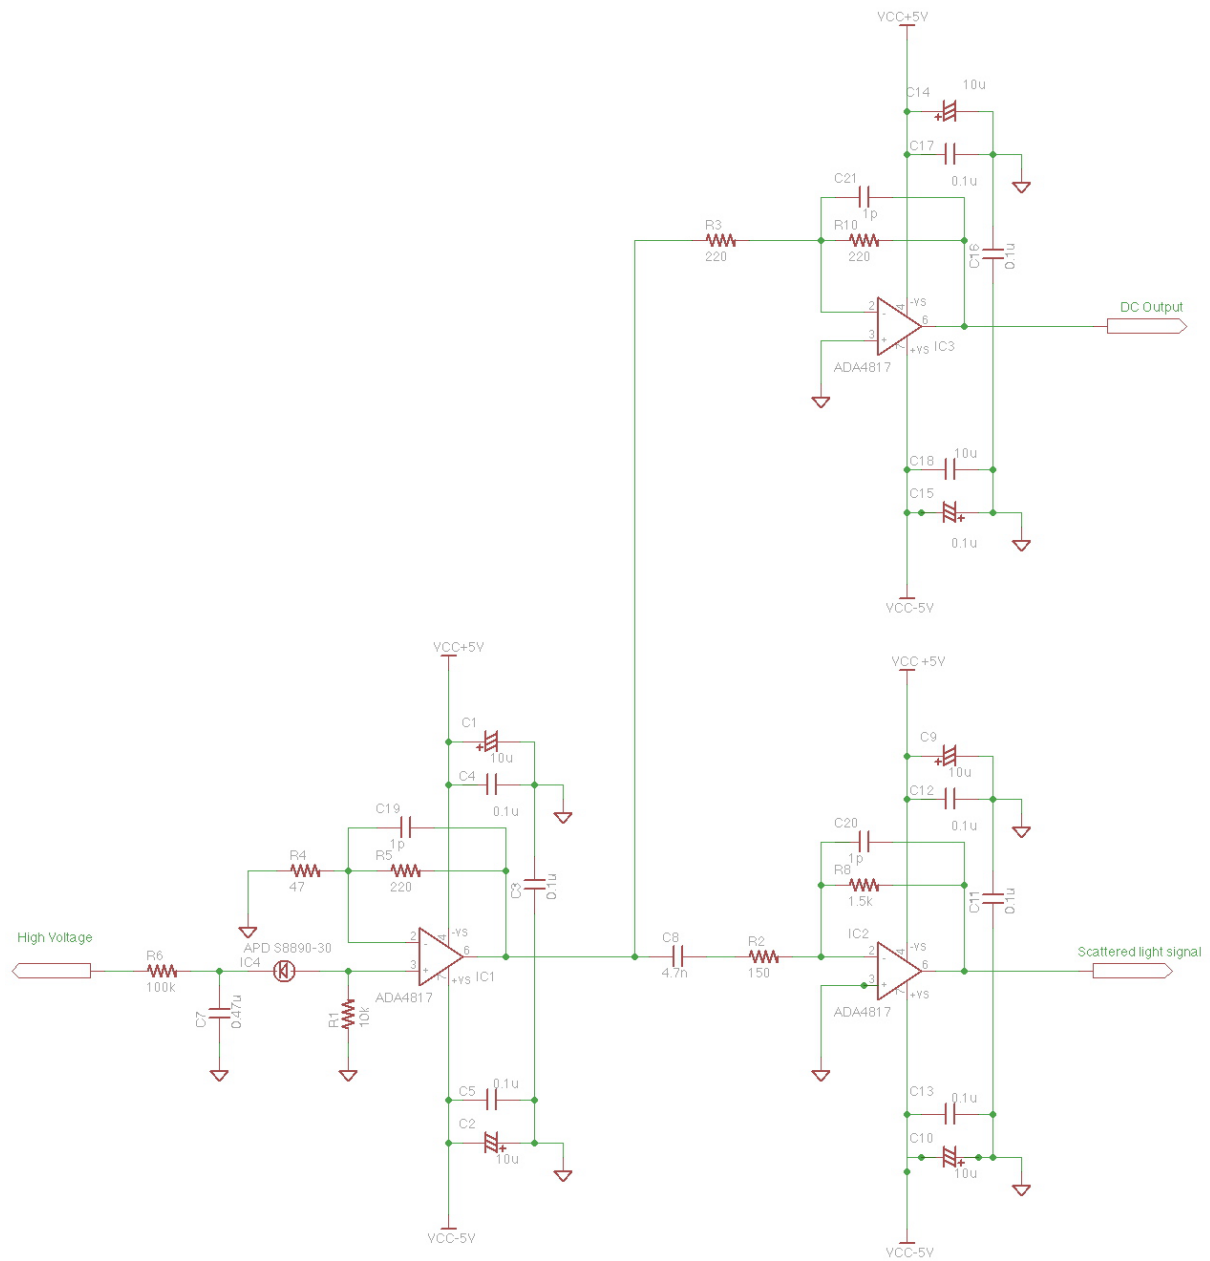 VCC+5V
C14
10u
C17
0.1u
C21
1p
R3
220
R10
220
C16
0.1u
4
-VS
2
-
3
+
6
7
+VS
IC3
ADA4817
DC Output
C18
10u
C15
0.1u
VCC-5V
VCC+5V
C1
10u
C4
0.1u
C19
1p
R4
47
R5
220
C3
0.1u
4
-VS
2
-
3
+
6
7
+VS
IC1
ADA4817
High Voltage
R6
100k
APD S8890-30
IC4
C7
0.47u
R1
10k
C5
0.1u
C2
10u
VCC-5V
C8
4.7n
R2
150
VCC+5V
C9
10u
C12
0.1u
C20
1p
R8
1.5k
C11
0.1u
IC2
4
-VS
2
-
3
+
6
7
+VS
ADA4817
Scattered light signal
C13
0.1u
C10
10u
VCC-5V